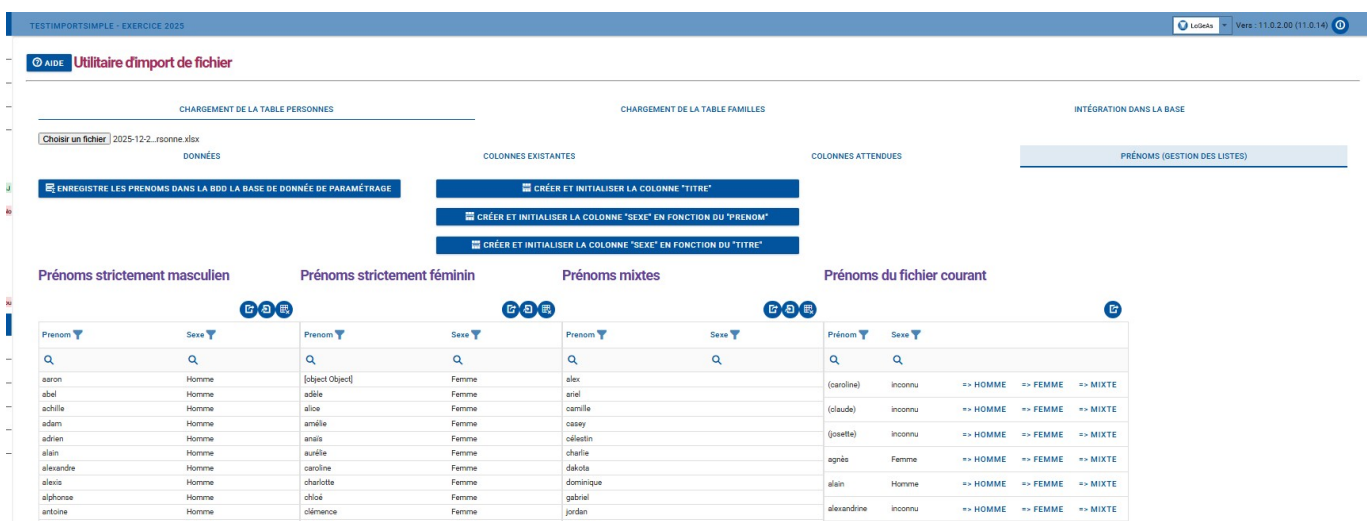 TESTIMPORTSIMPLE - EXERCICE 2025
LoGeAs
Vers : 11.0.2.00 (11.0.14)
AIDE Utilitaire d'import de fichier
CHARGEMENT DE LA TABLE PERSONNES CHARGEMENT DE LA TABLE FAMILLES INTÉGRATION DANS LA BASE
Choisir un fichier 2025-12-2...rsonne.xlsx
DONNÉES COLONNES EXISTANTES COLONNES ATTENDUES PRÉNOMS (GESTION DES LISTES)
ENREGISTRE LES PRENOMS DANS LA BDD LA BASE DE DONNÉE DE PARAMÉTRAGE
CRÉER ET INITIALISER LA COLONNE "TITRE"
CRÉER ET INITIALISER LA COLONNE "SEXE" EN FONCTION DU "PRENOM"
CRÉER ET INITIALISER LA COLONNE "SEXE" EN FONCTION DU "TITRE"
Prénoms strictement masculien
Prenom Sexe
aaron Homme
abel Homme
achille Homme
adam Homme
adrien Homme
alain Homme
alexandre Homme
alexis Homme
alphonse Homme
antoine Homme
Prénoms strictement féminin
Prenom Sexe
[object Object] Femme
adèle Femme
alice Femme
amélie Femme
anaïs Femme
aurélie Femme
caroline Femme
charlotte Femme
chloé Femme
clémence Femme
Prénoms mixtes
Prenom Sexe
alex
ariel
camille
casey
célestin
charlie
dakota
dominique
gabriel
jordan
Prénoms du fichier courant
Prénom Sexe
(caroline) inconnu => HOMME => FEMME => MIXTE
(claude) inconnu => HOMME => FEMME => MIXTE
(josette) inconnu => HOMME => FEMME => MIXTE
agnès Femme => HOMME => FEMME => MIXTE
alain Homme => HOMME => FEMME => MIXTE
alexandrine inconnu => HOMME => FEMME => MIXTE